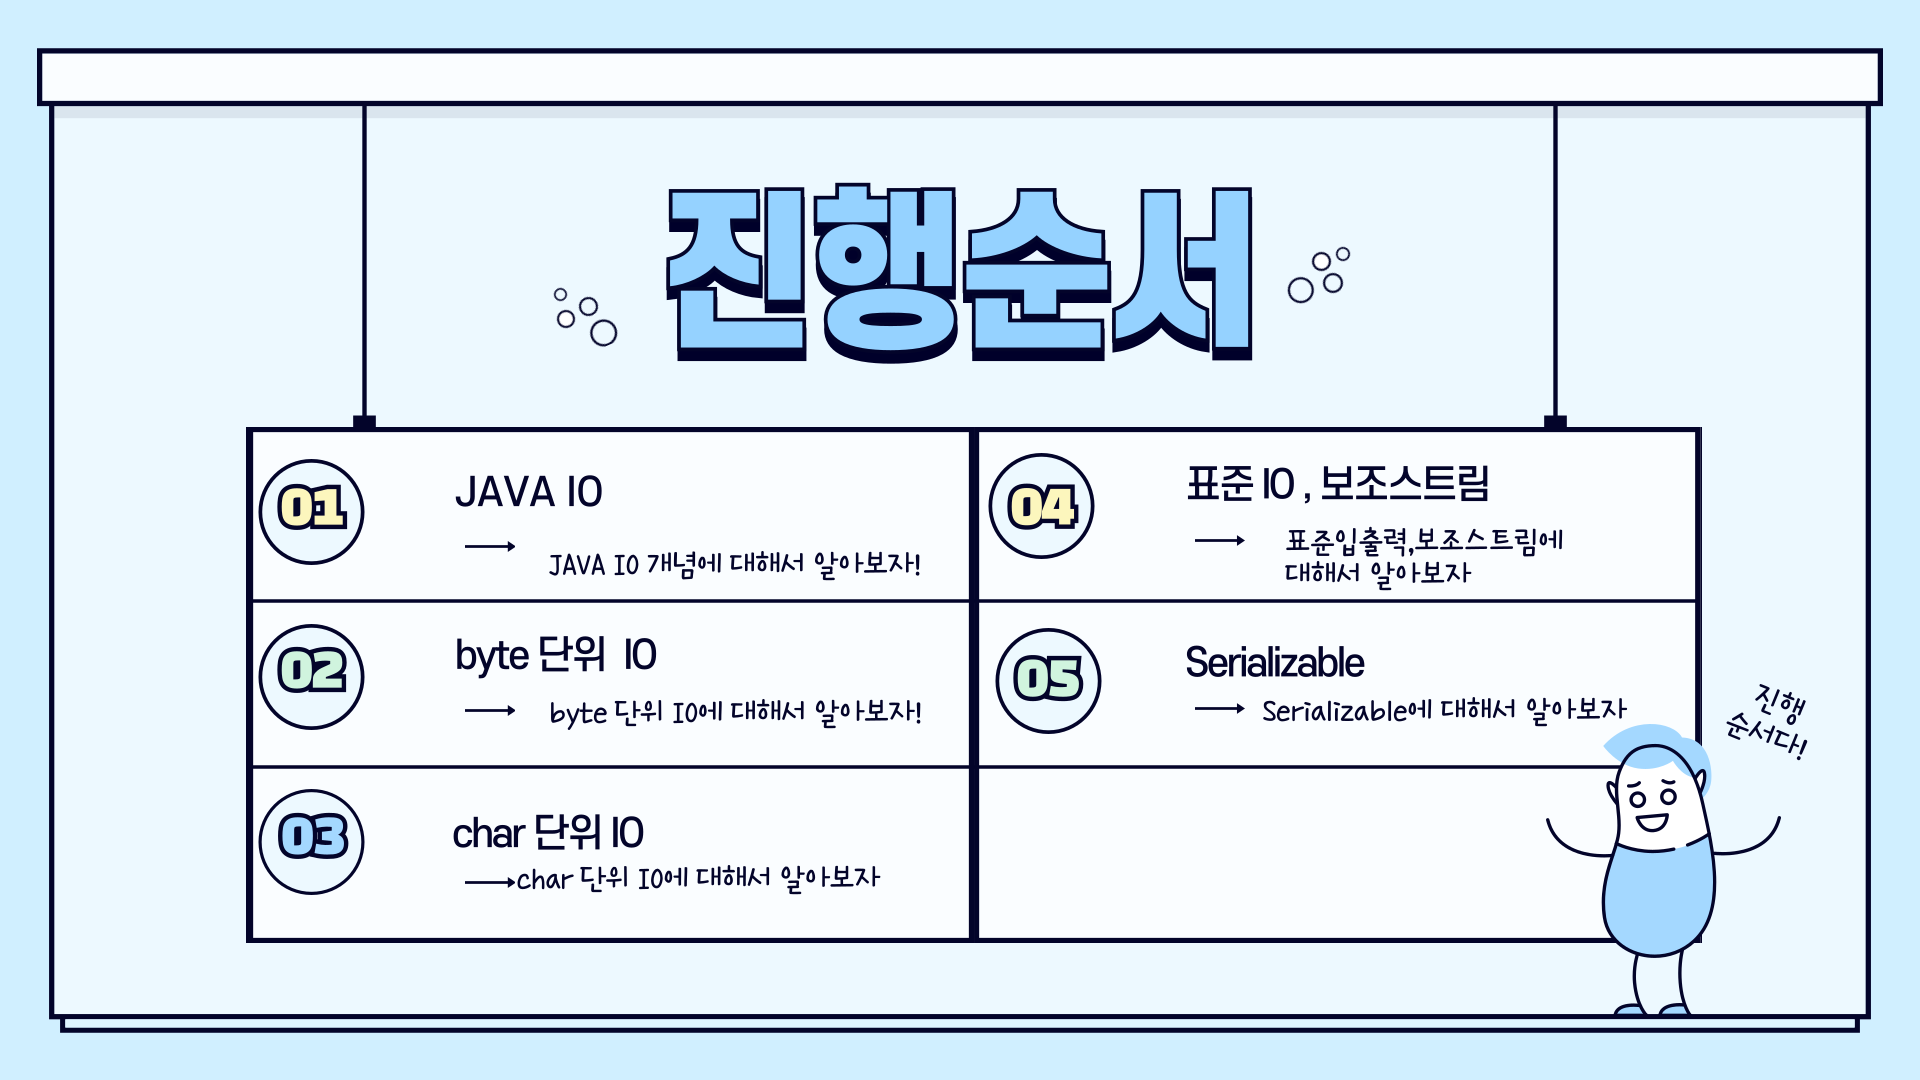 진행순서
01
JAVA IO
JAVA IO 개념에 대해서 알아보자!
02
byte 단위 IO
byte 단위 IO에 대해서 알아보자!
03
char 단위 IO
char 단위 IO에 대해서 알아보자
04
표준 IO , 보조스트림
표준입출력,보조스트림에
대해서 알아보자
05
Serializable
Serializable에 대해서 알아보자
진행
순서다!